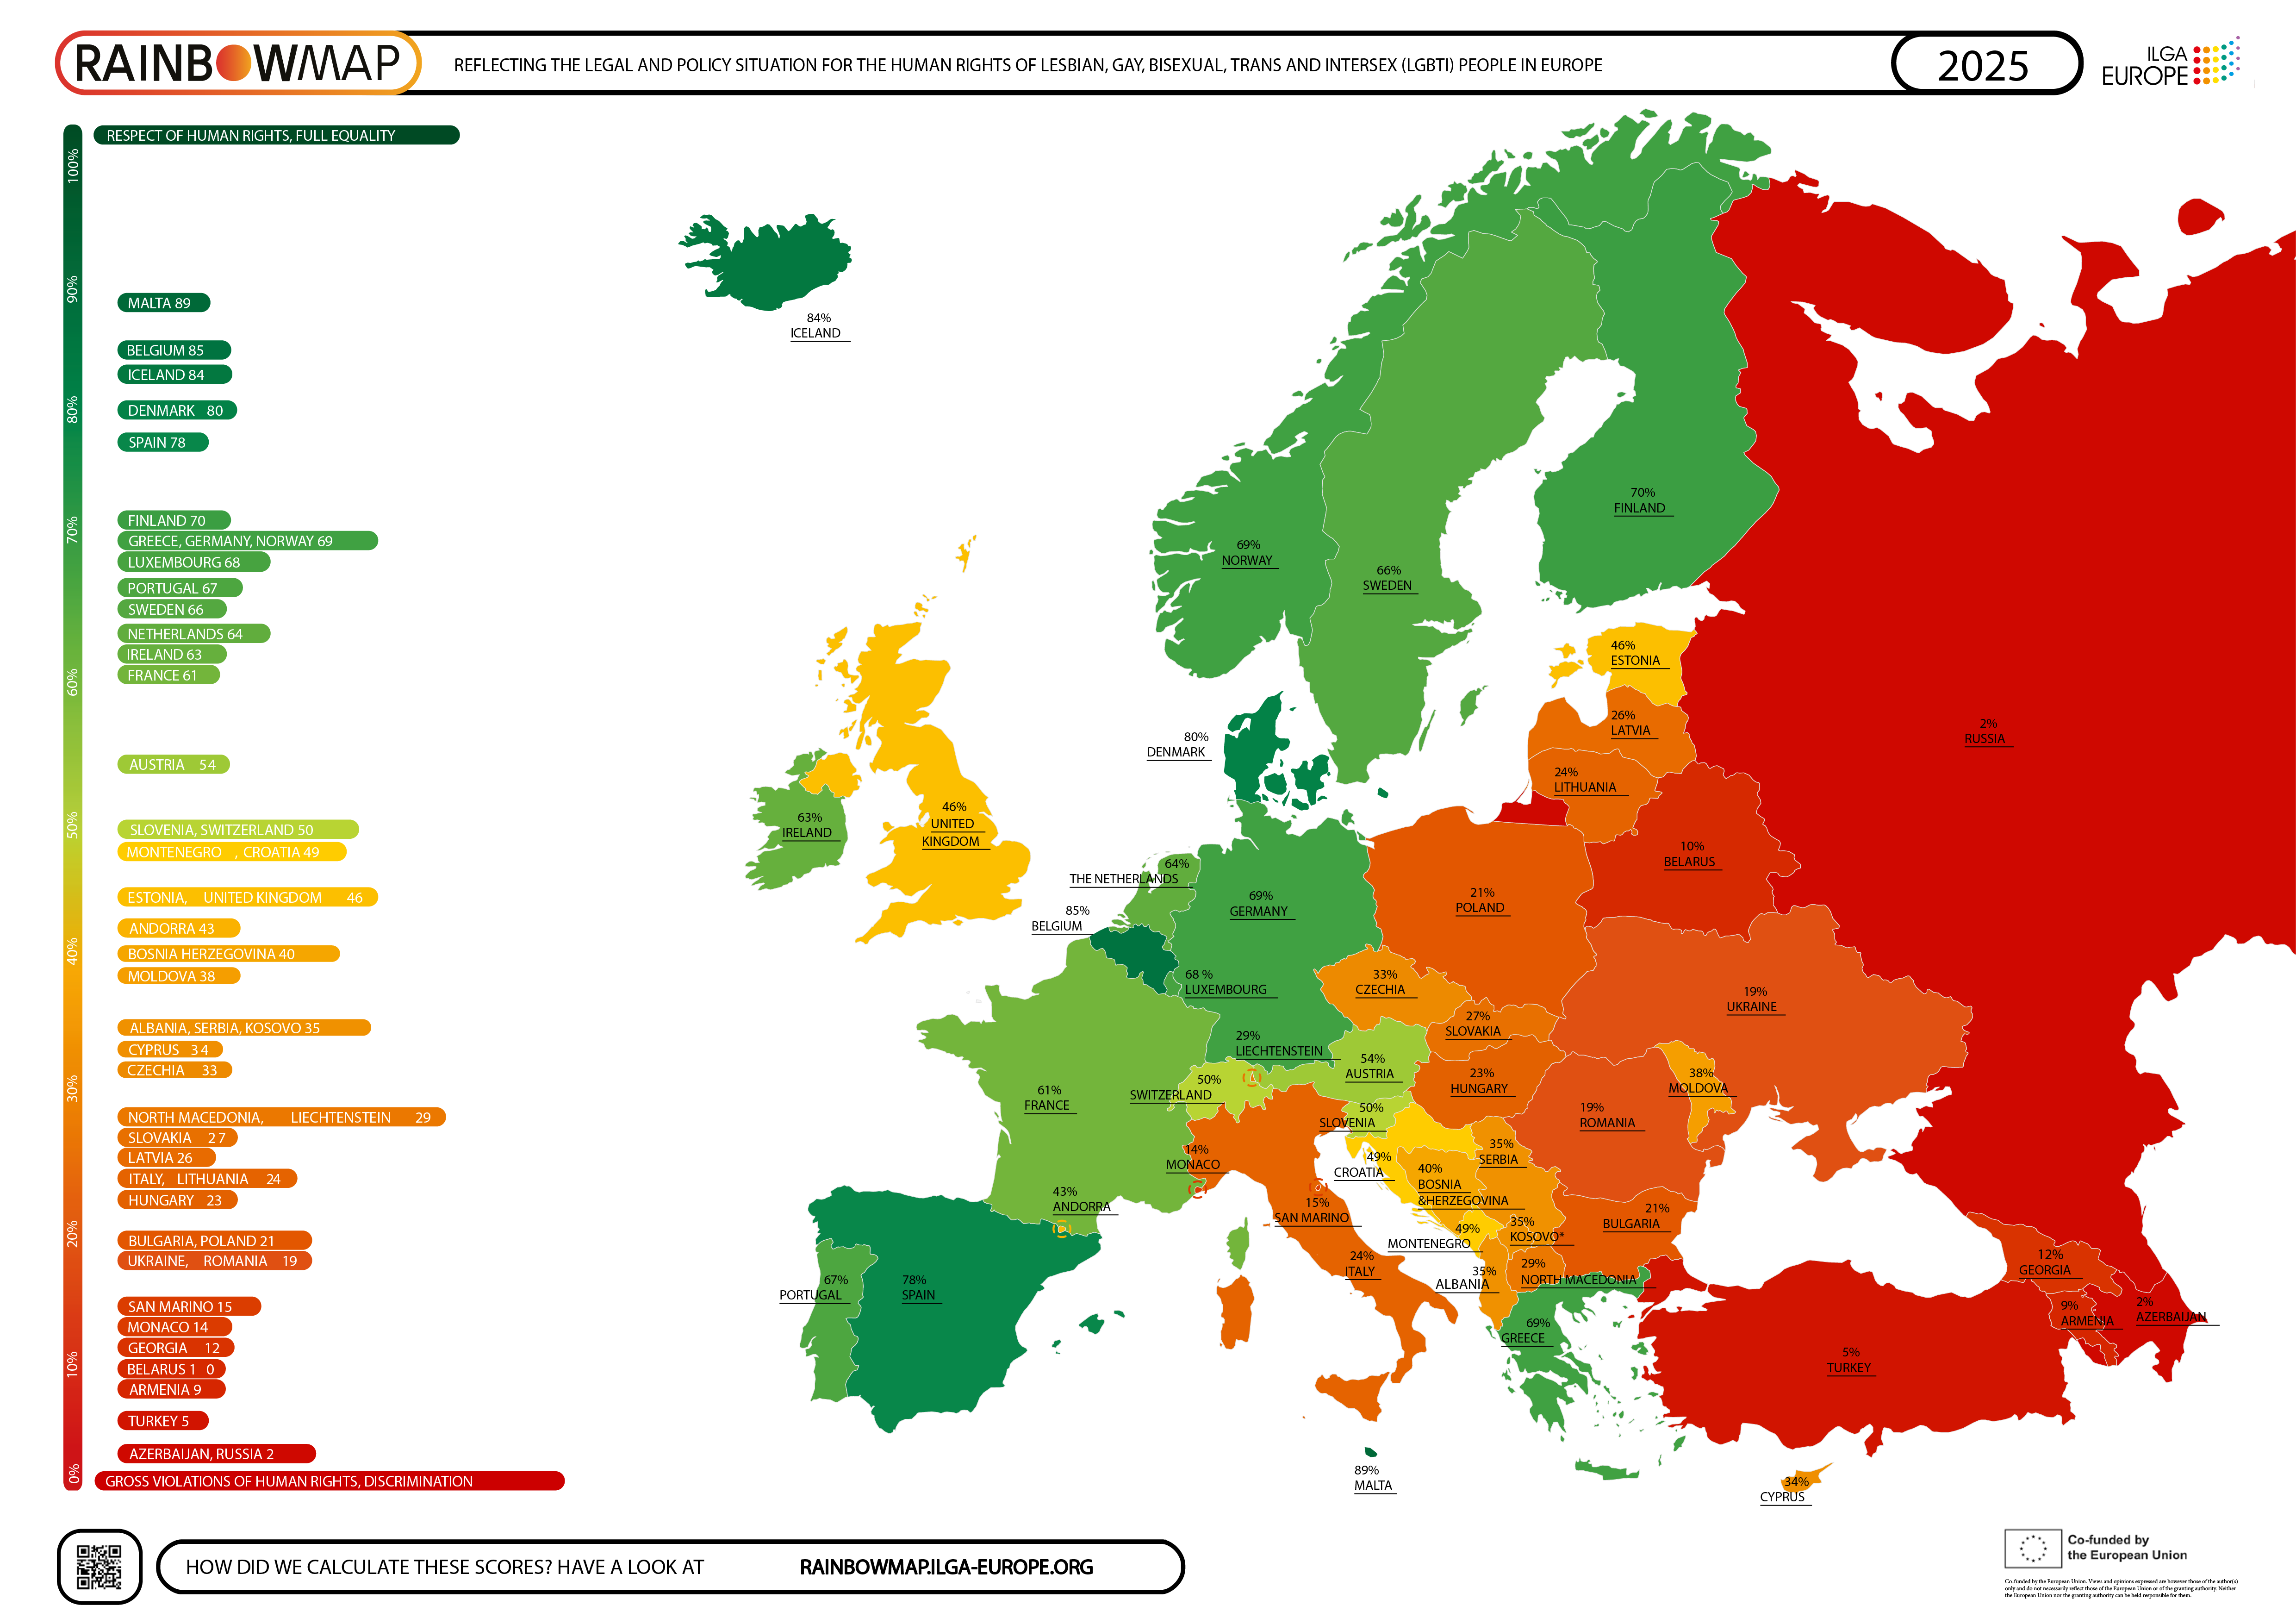 RAINBOWMAP
REFLECTING THE LEGAL AND POLICY SITUATION FOR THE HUMAN RIGHTS OF LESBIAN, GAY, BISEXUAL, TRANS AND INTERSEX (LGBTI) PEOPLE IN EUROPE
2025
ILGA
EUROPE
100%
90%
80%
70%
60%
50%
40%
30%
20%
10%
0%
RESPECT OF HUMAN RIGHTS, FULL EQUALITY
MALTA 89
BELGIUM 85
ICELAND 84
DENMARK 80
SPAIN 78
FINLAND 70
GREECE, GERMANY, NORWAY 69
LUXEMBOURG 68
PORTUGAL 67
SWEDEN 66
NETHERLANDS 64
IRELAND 63
FRANCE 61
AUSTRIA 54
SLOVENIA, SWITZERLAND 50
MONTENEGRO , CROATIA 49
ESTONIA, UNITED KINGDOM 46
ANDORRA 43
BOSNIA HERZEGOVINA 40
MOLDOVA 38
ALBANIA, SERBIA, KOSOVO 35
CYPRUS 34
CZECHIA 33
NORTH MACEDONIA, LIECHTENSTEIN 29
SLOVAKIA 27
LATVIA 26
ITALY, LITHUANIA 24
HUNGARY 23
BULGARIA, POLAND 21
UKRAINE, ROMANIA 19
SAN MARINO 15
MONACO 14
GEORGIA 12
BELARUS 1 0
ARMENIA 9
TURKEY 5
AZERBAIJAN, RUSSIA 2
GROSS VIOLATIONS OF HUMAN RIGHTS, DISCRIMINATION
84%
ICELAND
70%
FINLAND
69%
NORWAY
66%
SWEDEN
46%
ESTONIA
26%
LATVIA
24%
LITHUANIA
2%
RUSSIA
80%
DENMARK
63%
IRELAND
46%
UNITED
KINGDOM
64%
THE NETHERLANDS
85%
BELGIUM
69%
GERMANY
21%
POLAND
10%
BELARUS
68 %
LUXEMBOURG
33%
CZECHIA
19%
UKRAINE
27%
SLOVAKIA
29%
LIECHTENSTEIN
54%
AUSTRIA
23%
HUNGARY
38%
MOLDOVA
61%
FRANCE
50%
SWITZERLAND
50%
SLOVENIA
19%
ROMANIA
14%
MONACO
49%
CROATIA
35%
SERBIA
40%
BOSNIA
&HERZEGOVINA
43%
ANDORRA
15%
SAN MARINO
49%
MONTENEGRO
35%
KOSOVO*
21%
BULGARIA
24%
ITALY
35%
ALBANIA
29%
NORTH MACEDONIA
67%
PORTUGAL
78%
SPAIN
69%
GREECE
12%
GEORGIA
9%
ARMENIA
2%
AZERBAIJAN
5%
TURKEY
89%
MALTA
34%
CYPRUS
HOW DID WE CALCULATE THESE SCORES? HAVE A LOOK AT RAINBOWMAP.ILGA-EUROPE.ORG
Co-funded by
the European Union
Co-funded by the European Union. Views and opinions expressed are however those of the author(s)
only and do not necessarily reflect those of the European Union or of the granting authority. Neither
the European Union nor the granting authority can be held responsible for them.